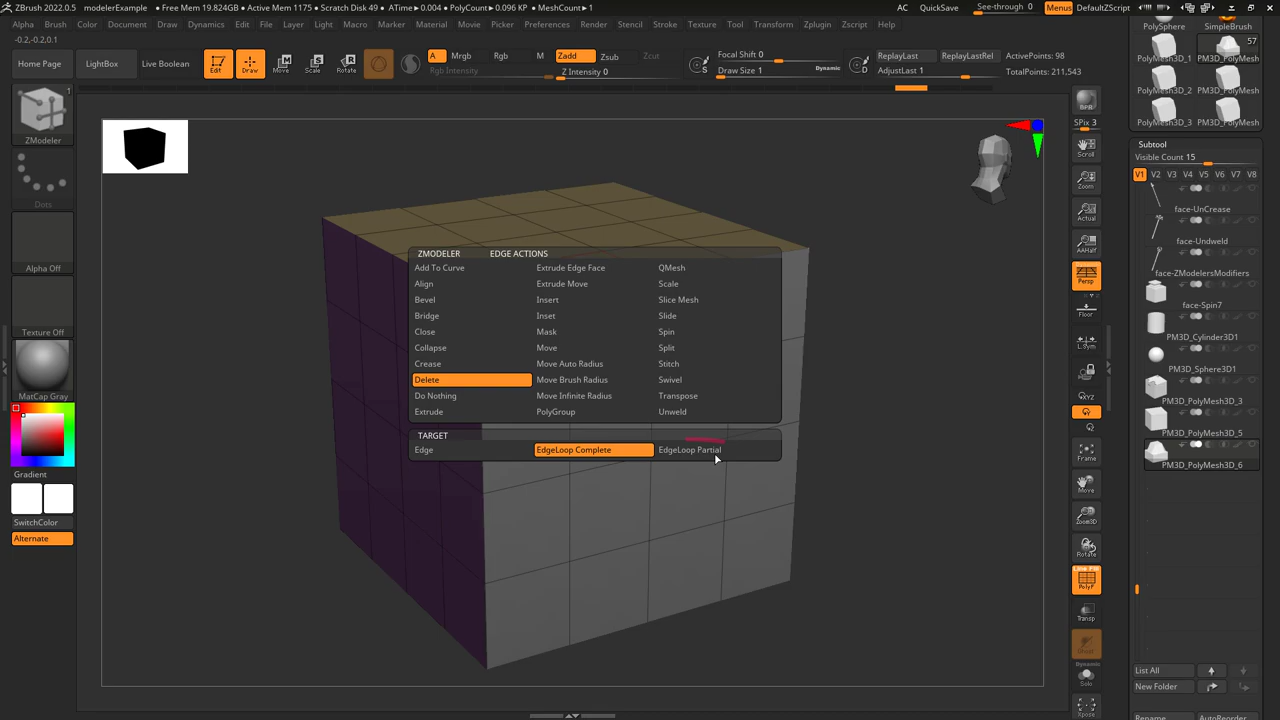 ZBrush 2022.0.5 modelerExample • Free Mem 19.824GB • Active Mem 1175 • Scratch Disk 49 • ATime▸0.004 • PolyCount▸0.096 KP • MeshCount▸1 AC QuickSave See-through 0 Menus DefaultZScript
Alpha Brush Color Document Draw Dynamics Edit File Layer Light Macro Marker Material Movie Picker Preferences Render Stencil Stroke Texture Tool Transform Zplugin Zscript Help
-0.2,-0.2,0.1
Home Page LightBox Live Boolean Edit Draw Move Scale Rotate
A Mrgb Rgb M Zadd Zsub Zcut
Rgb Intensity Z Intensity 0
Focal Shift 0
Draw Size 1 Dynamic
S D
ReplayLast ReplayLastRel
AdjustLast 1
ActivePoints: 98
TotalPoints: 211,543
1
ZModeler
Dots
Alpha Off
Texture Off
MatCap Gray
Gradient
SwitchColor
Alternate
ZMODELER EDGE ACTIONS
Add To Curve Extrude Edge Face QMesh
Align Extrude Move Scale
Bevel Insert Slice Mesh
Bridge Inset Slide
Close Mask Spin
Collapse Move Split
Crease Move Auto Radius Stitch
Delete Move Brush Radius Swivel
Do Nothing Move Infinite Radius Transpose
Extrude PolyGroup Unweld
TARGET
Edge EdgeLoop Complete EdgeLoop Partial
BPR
SPix 3
Scroll
Zoom
Actual
AAHalf
Persp
Floor
L.Sym
XYZ
Y
Z
Frame
Move
Zoom3D
Rotate
Line Fill
PolyF
Transp
Dynamic
Solo
Xpose
PolySphere SimpleBrush
57
PM3D_PolyMesh3D_1 PM3D_PolyMesh
PolyMesh3D_2 PM3D_PolyMesh
PolyMesh3D_3 PM3D_PolyMesh
Subtool
Visible Count 15
V1 V2 V3 V4 V5 V6 V7 V8
face-UnCrease
face-Undweld
face-ZModelersModifiers
face-Spin7
PM3D_Cylinder3D1
PM3D_Sphere3D1
PM3D_PolyMesh3D_3
PM3D_PolyMesh3D_5
PM3D_PolyMesh3D_6
List All
New Folder
Rename AutoReorder